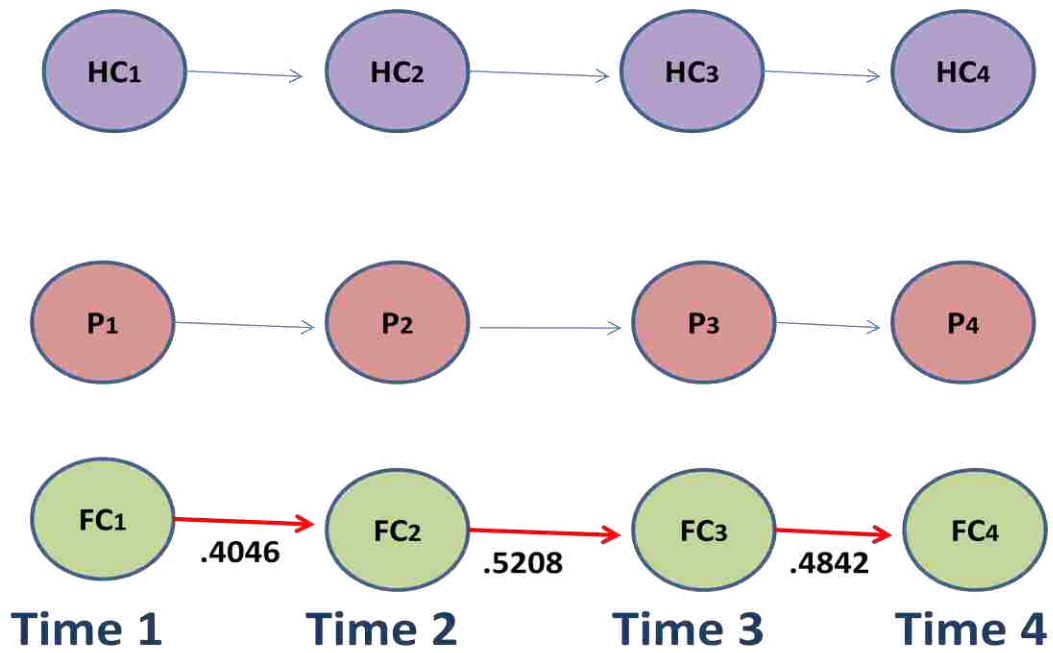 HC1 HC2 HC3 HC4
P1 P2 P3 P4
FC1 FC2 FC3 FC4
.4046 .5208 .4842
Time 1 Time 2 Time 3 Time 4